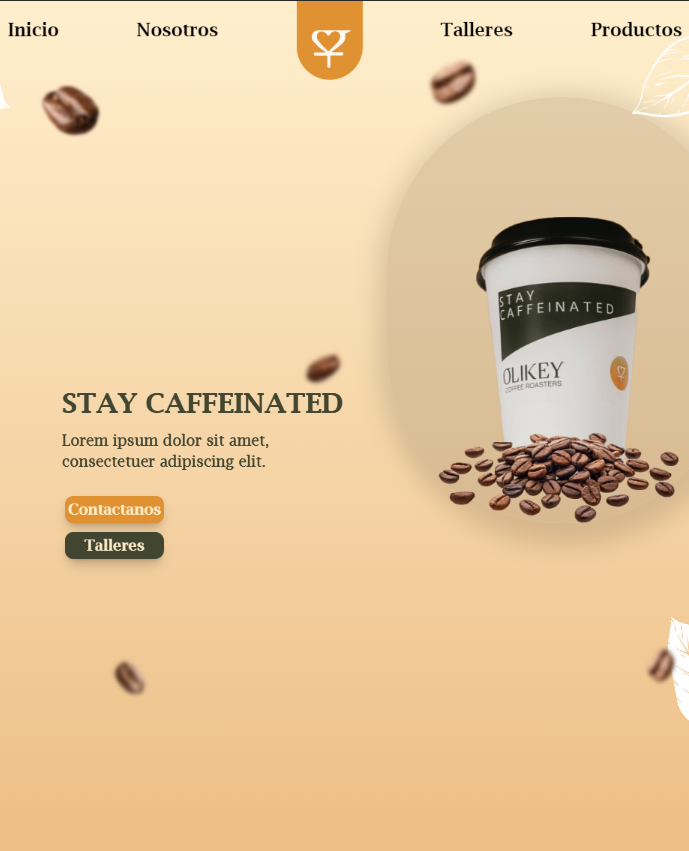 Inicio
Nosotros
Talleres
Productos
STAY
CAFFEINATED
OLIKEY
COFFEE ROASTERS
STAY CAFFEINATED
Lorem ipsum dolor sit amet,
consectetuer adipiscing elit.
Contactanos
Talleres